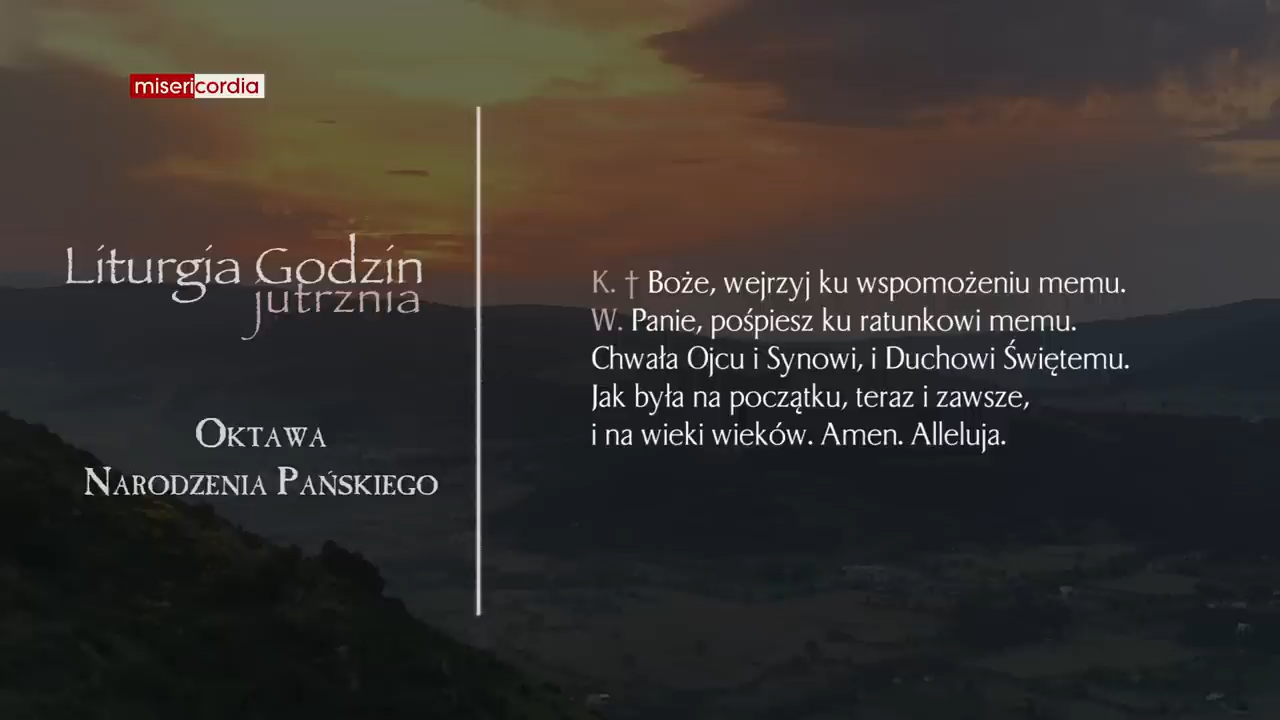 misericordia
Liturgia Godzin
jutrznia
Oktawa
Narodzenia Pańskiego
K. † Boże, wejrzyj ku wspomożeniu memu.
W. Panie, pośpiesz ku ratunkowi memu.
Chwała Ojcu i Synowi, i Duchowi Świętemu.
Jak była na początku, teraz i zawsze,
i na wieki wieków. Amen. Alleluja.